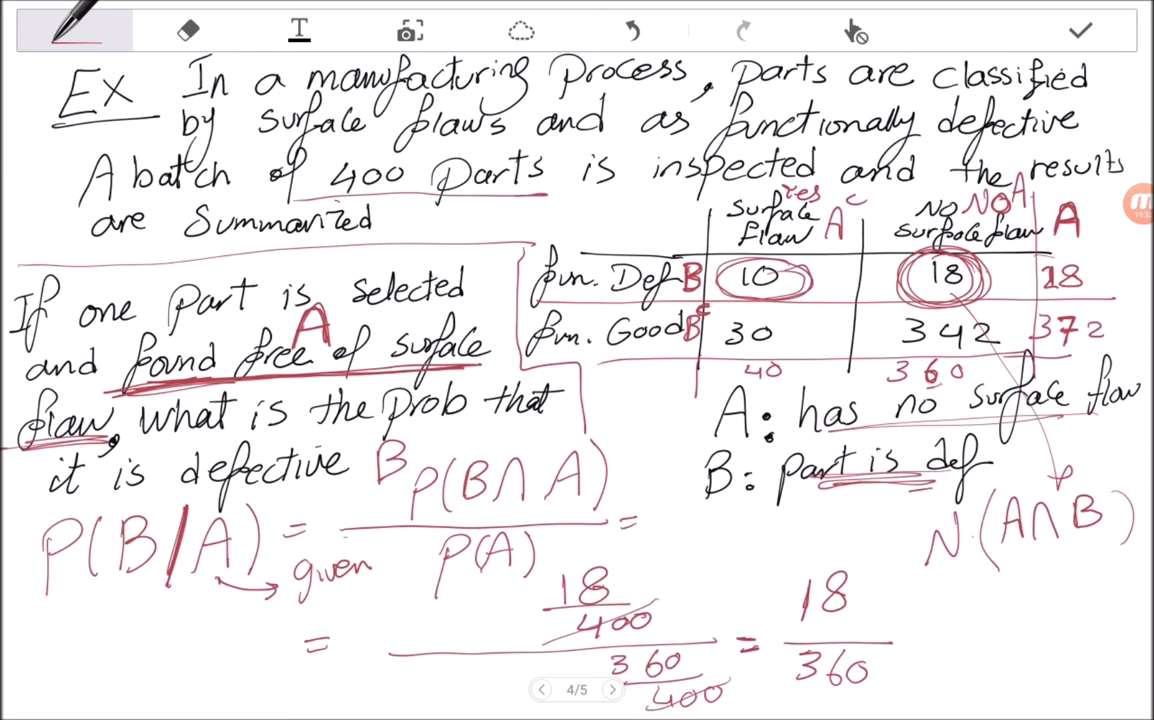 T
Ex In a manufacturing process, parts are classified
by surface flaws and as functionally defective
A batch of 400 parts is inspected and the results
are summarized
Surface Yes No NO A
flaw A^c surface flaw A
fun. Def B 10 18 18
fun. Good B^c 30 342 372
40 360
If one part is selected
A
and found free of surface
flaw, what is the prob that
it is defective B
A: has no surface flow
B: part is def
P(B/A) = P(B∩A) / P(A) =
given
N(A∩B)
= 18/400 / 360/400 = 18/360
4/5